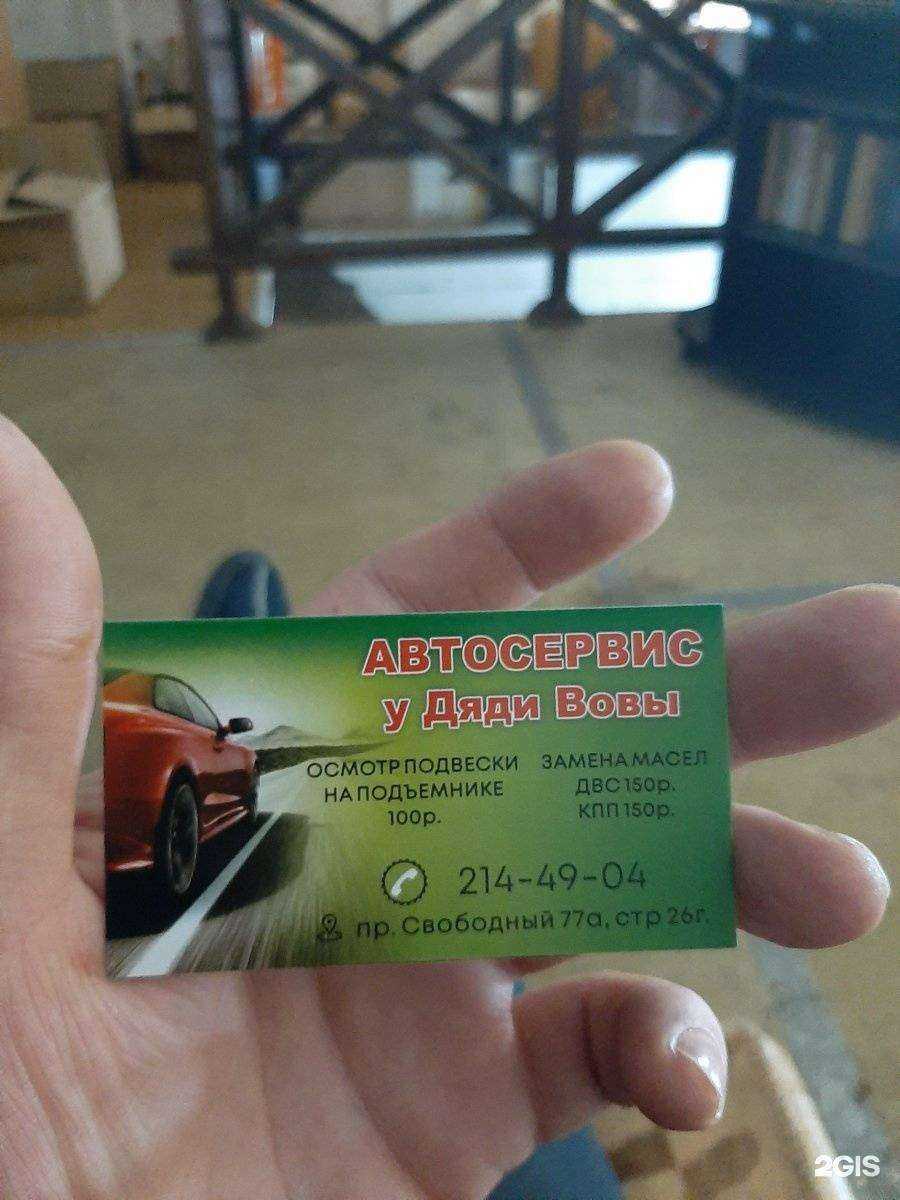 АВТОСЕРВИС
у Дяди Вовы
ОСМОТР ПОДВЕСКИ
НА ПОДЪЕМНИКЕ
100р.
ЗАМЕНА МАСЕЛ
ДВС 150р.
КПП 150р.
214-49-04
пр. Свободный 77а, стр 26г.
2GIS